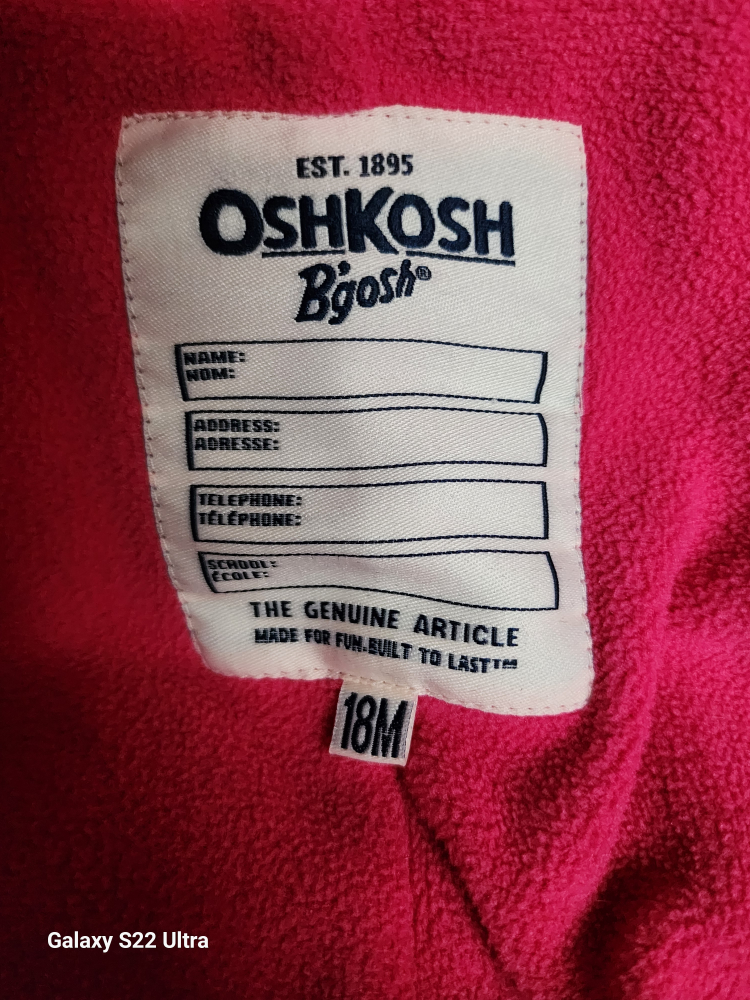 EST. 1895
OSHKOSH
B'gosh®
NAME:
NOM:
ADDRESS:
ADRESSE:
TELEPHONE:
TÉLÉPHONE:
SCHOOL:
ÉCOLE:
THE GENUINE ARTICLE
MADE FOR FUN-BUILT TO LAST™
18M
Galaxy S22 Ultra